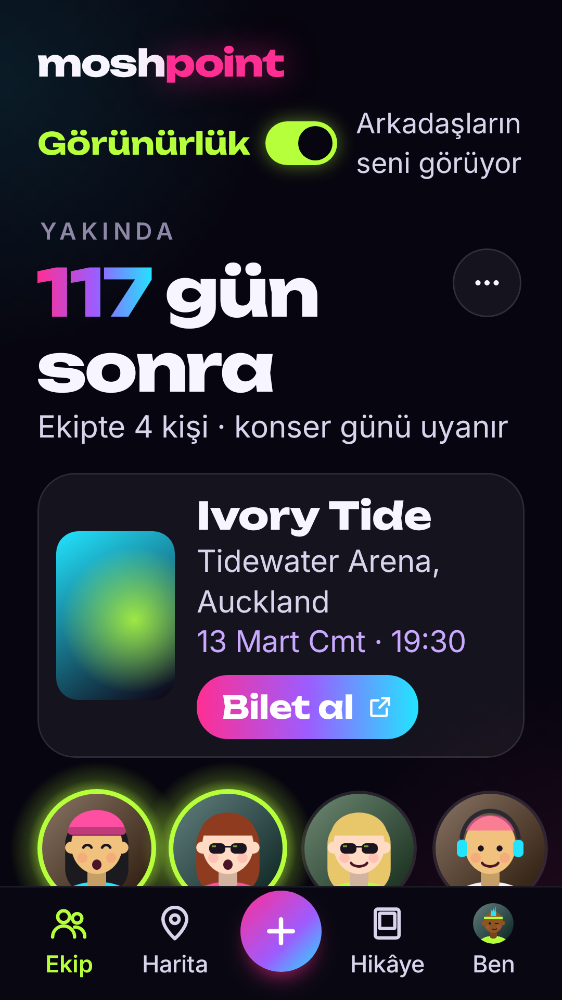 moshpoint
Görünürlük
Arkadaşların
seni görüyor
YAKINDA
117 gün
sonra
Ekipte 4 kişi · konser günü uyanır
Ivory Tide
Tidewater Arena,
Auckland
13 Mart Cmt · 19:30
Bilet al
Ekip
Harita
Hikâye
Ben